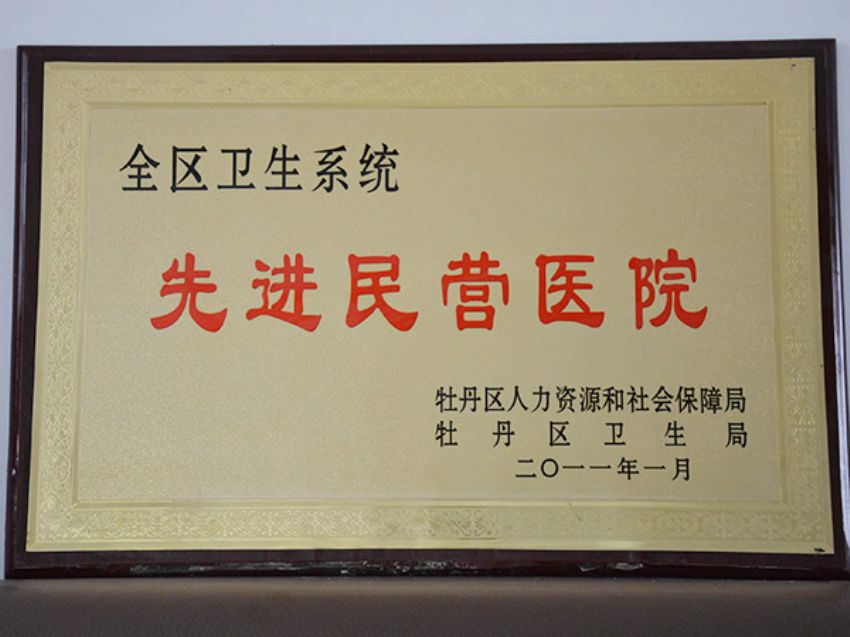 全区卫生系统
先进民营医院
牡丹区人力资源和社会保障局
牡丹区卫生局
二〇一一年一月